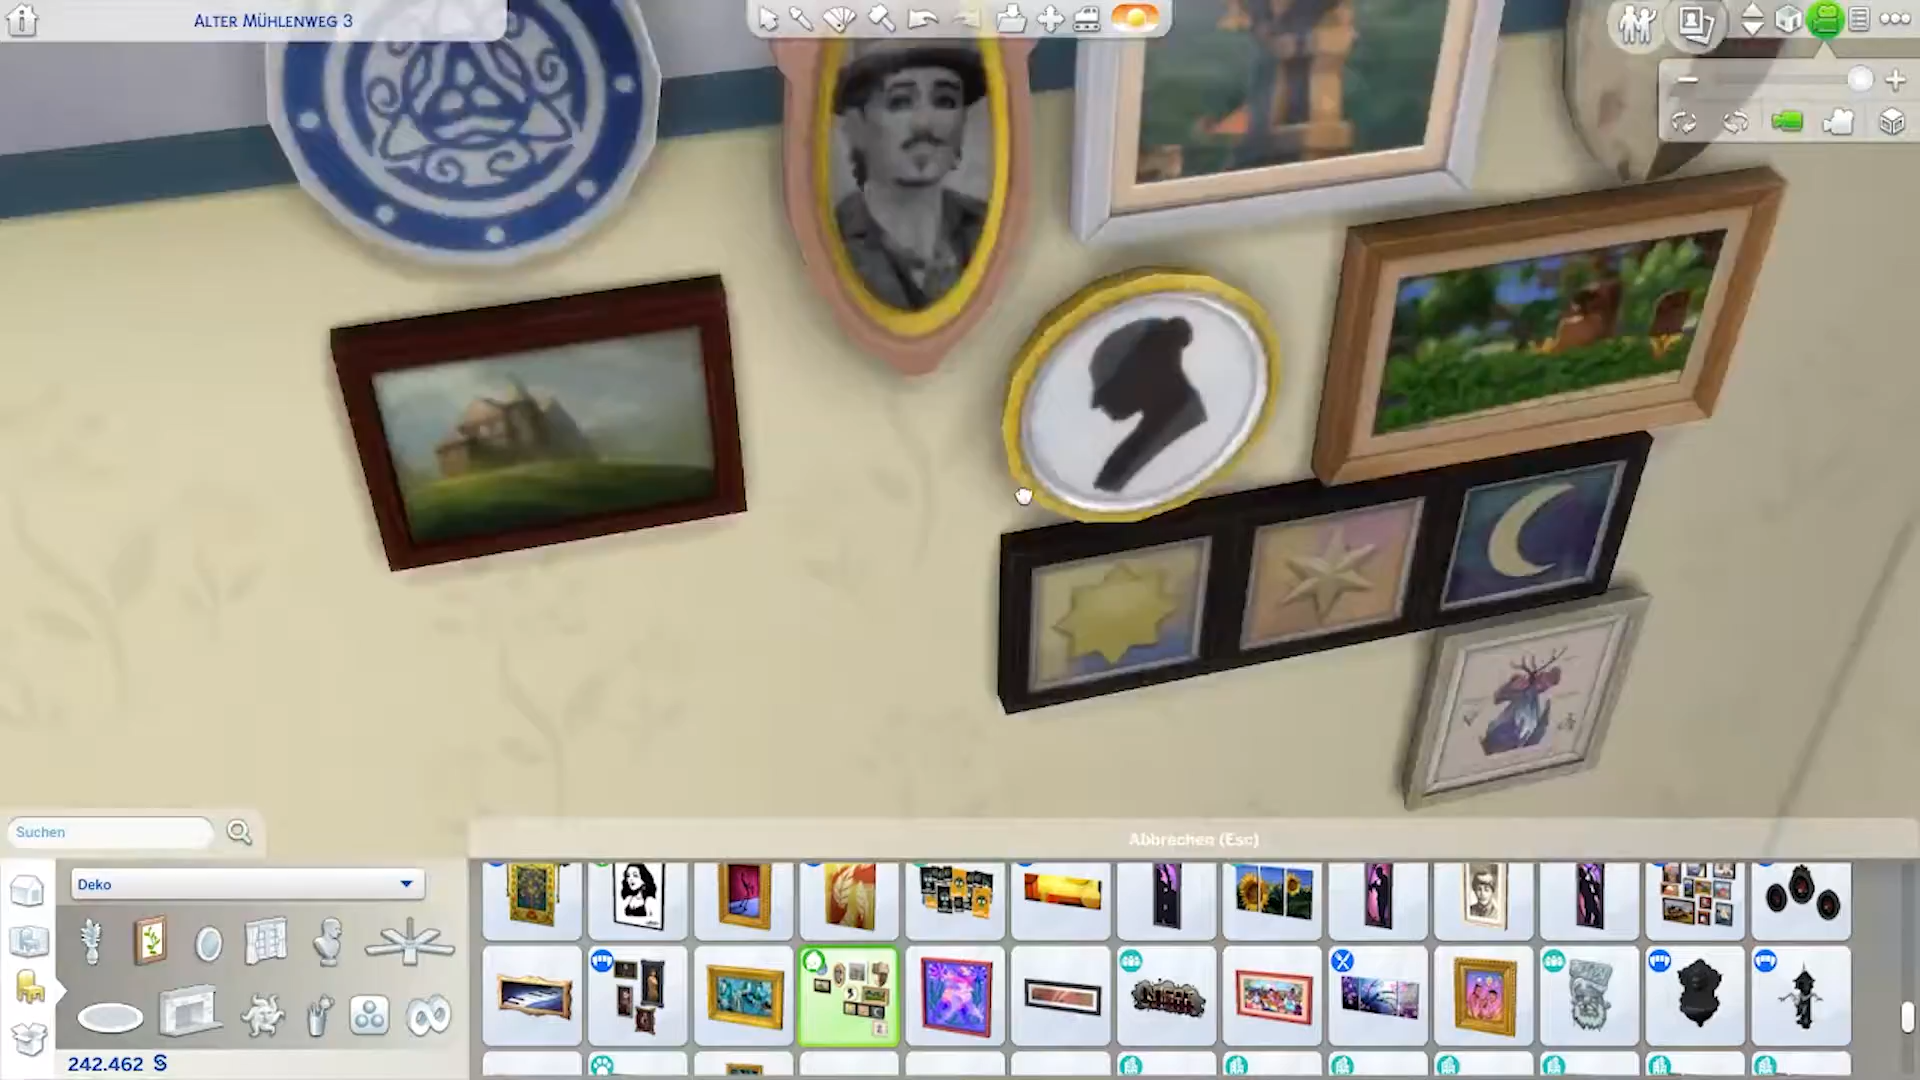 ALTER MÜHLENWEG 3
Suchen
Abbrechen (Esc)
Deko
242.462 §